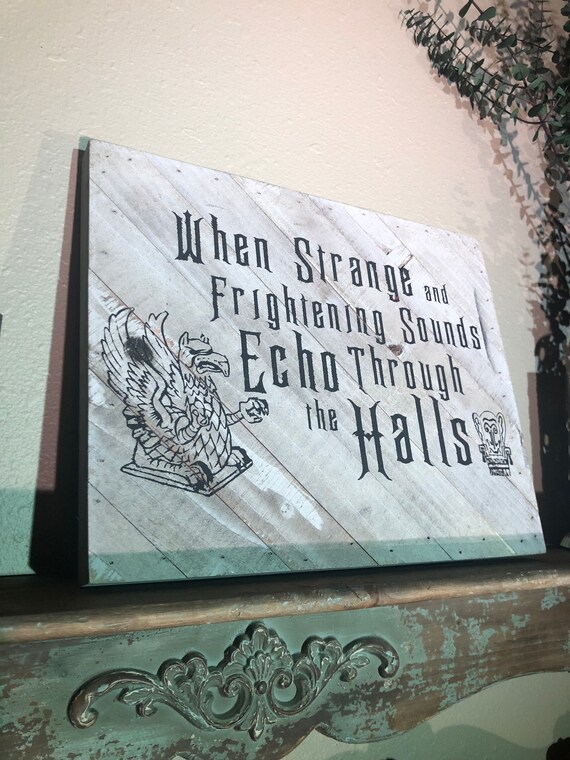 When Strange and
Frightening Sounds
Echo Through
the Halls